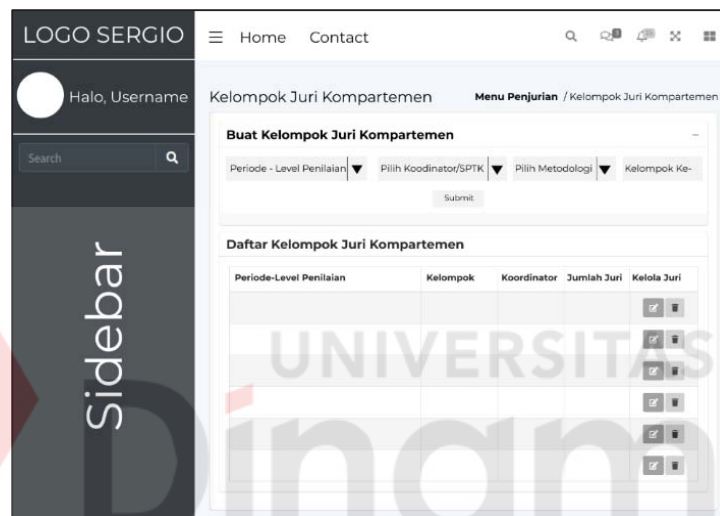 LOGO SERGIO
Home Contact
Halo, Username
Search
Sidebar
Kelompok Juri Kompartemen
Menu Penjurian / Kelompok Juri Kompartemen
Buat Kelompok Juri Kompartemen
Periode - Level Penilaian Pilih Koodinator/SPTK Pilih Metodologi Kelompok Ke-
Submit
Daftar Kelompok Juri Kompartemen
Periode-Level Penilaian Kelompok Koordinator Jumlah Juri Kelola Juri
UNIVERSITAS
Dinam